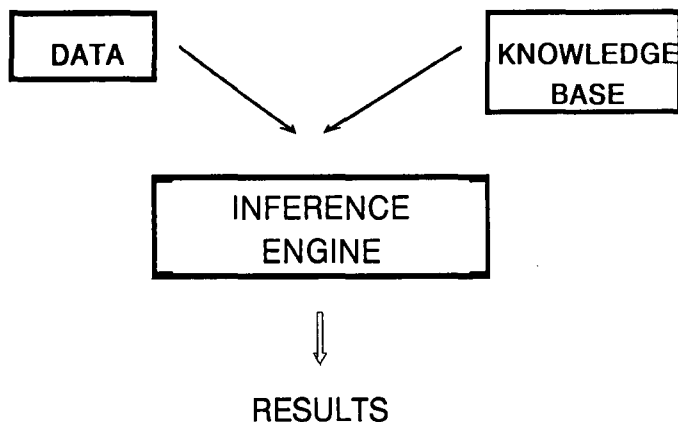 DATA
KNOWLEDGE
BASE
INFERENCE
ENGINE
RESULTS